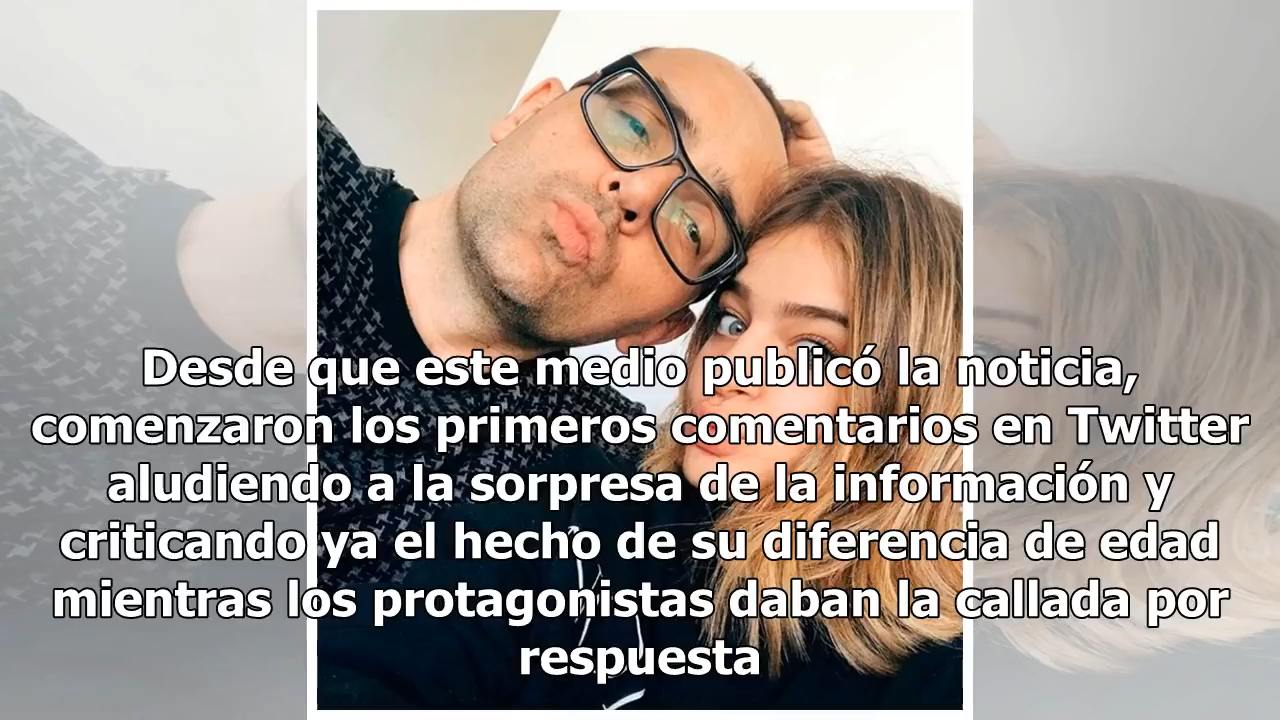 Desde que este medio publicó la noticia,
comenzaron los primeros comentarios en Twitter
aludiendo a la sorpresa de la información y
criticando ya el hecho de su diferencia de edad
mientras los protagonistas daban la callada por
respuesta